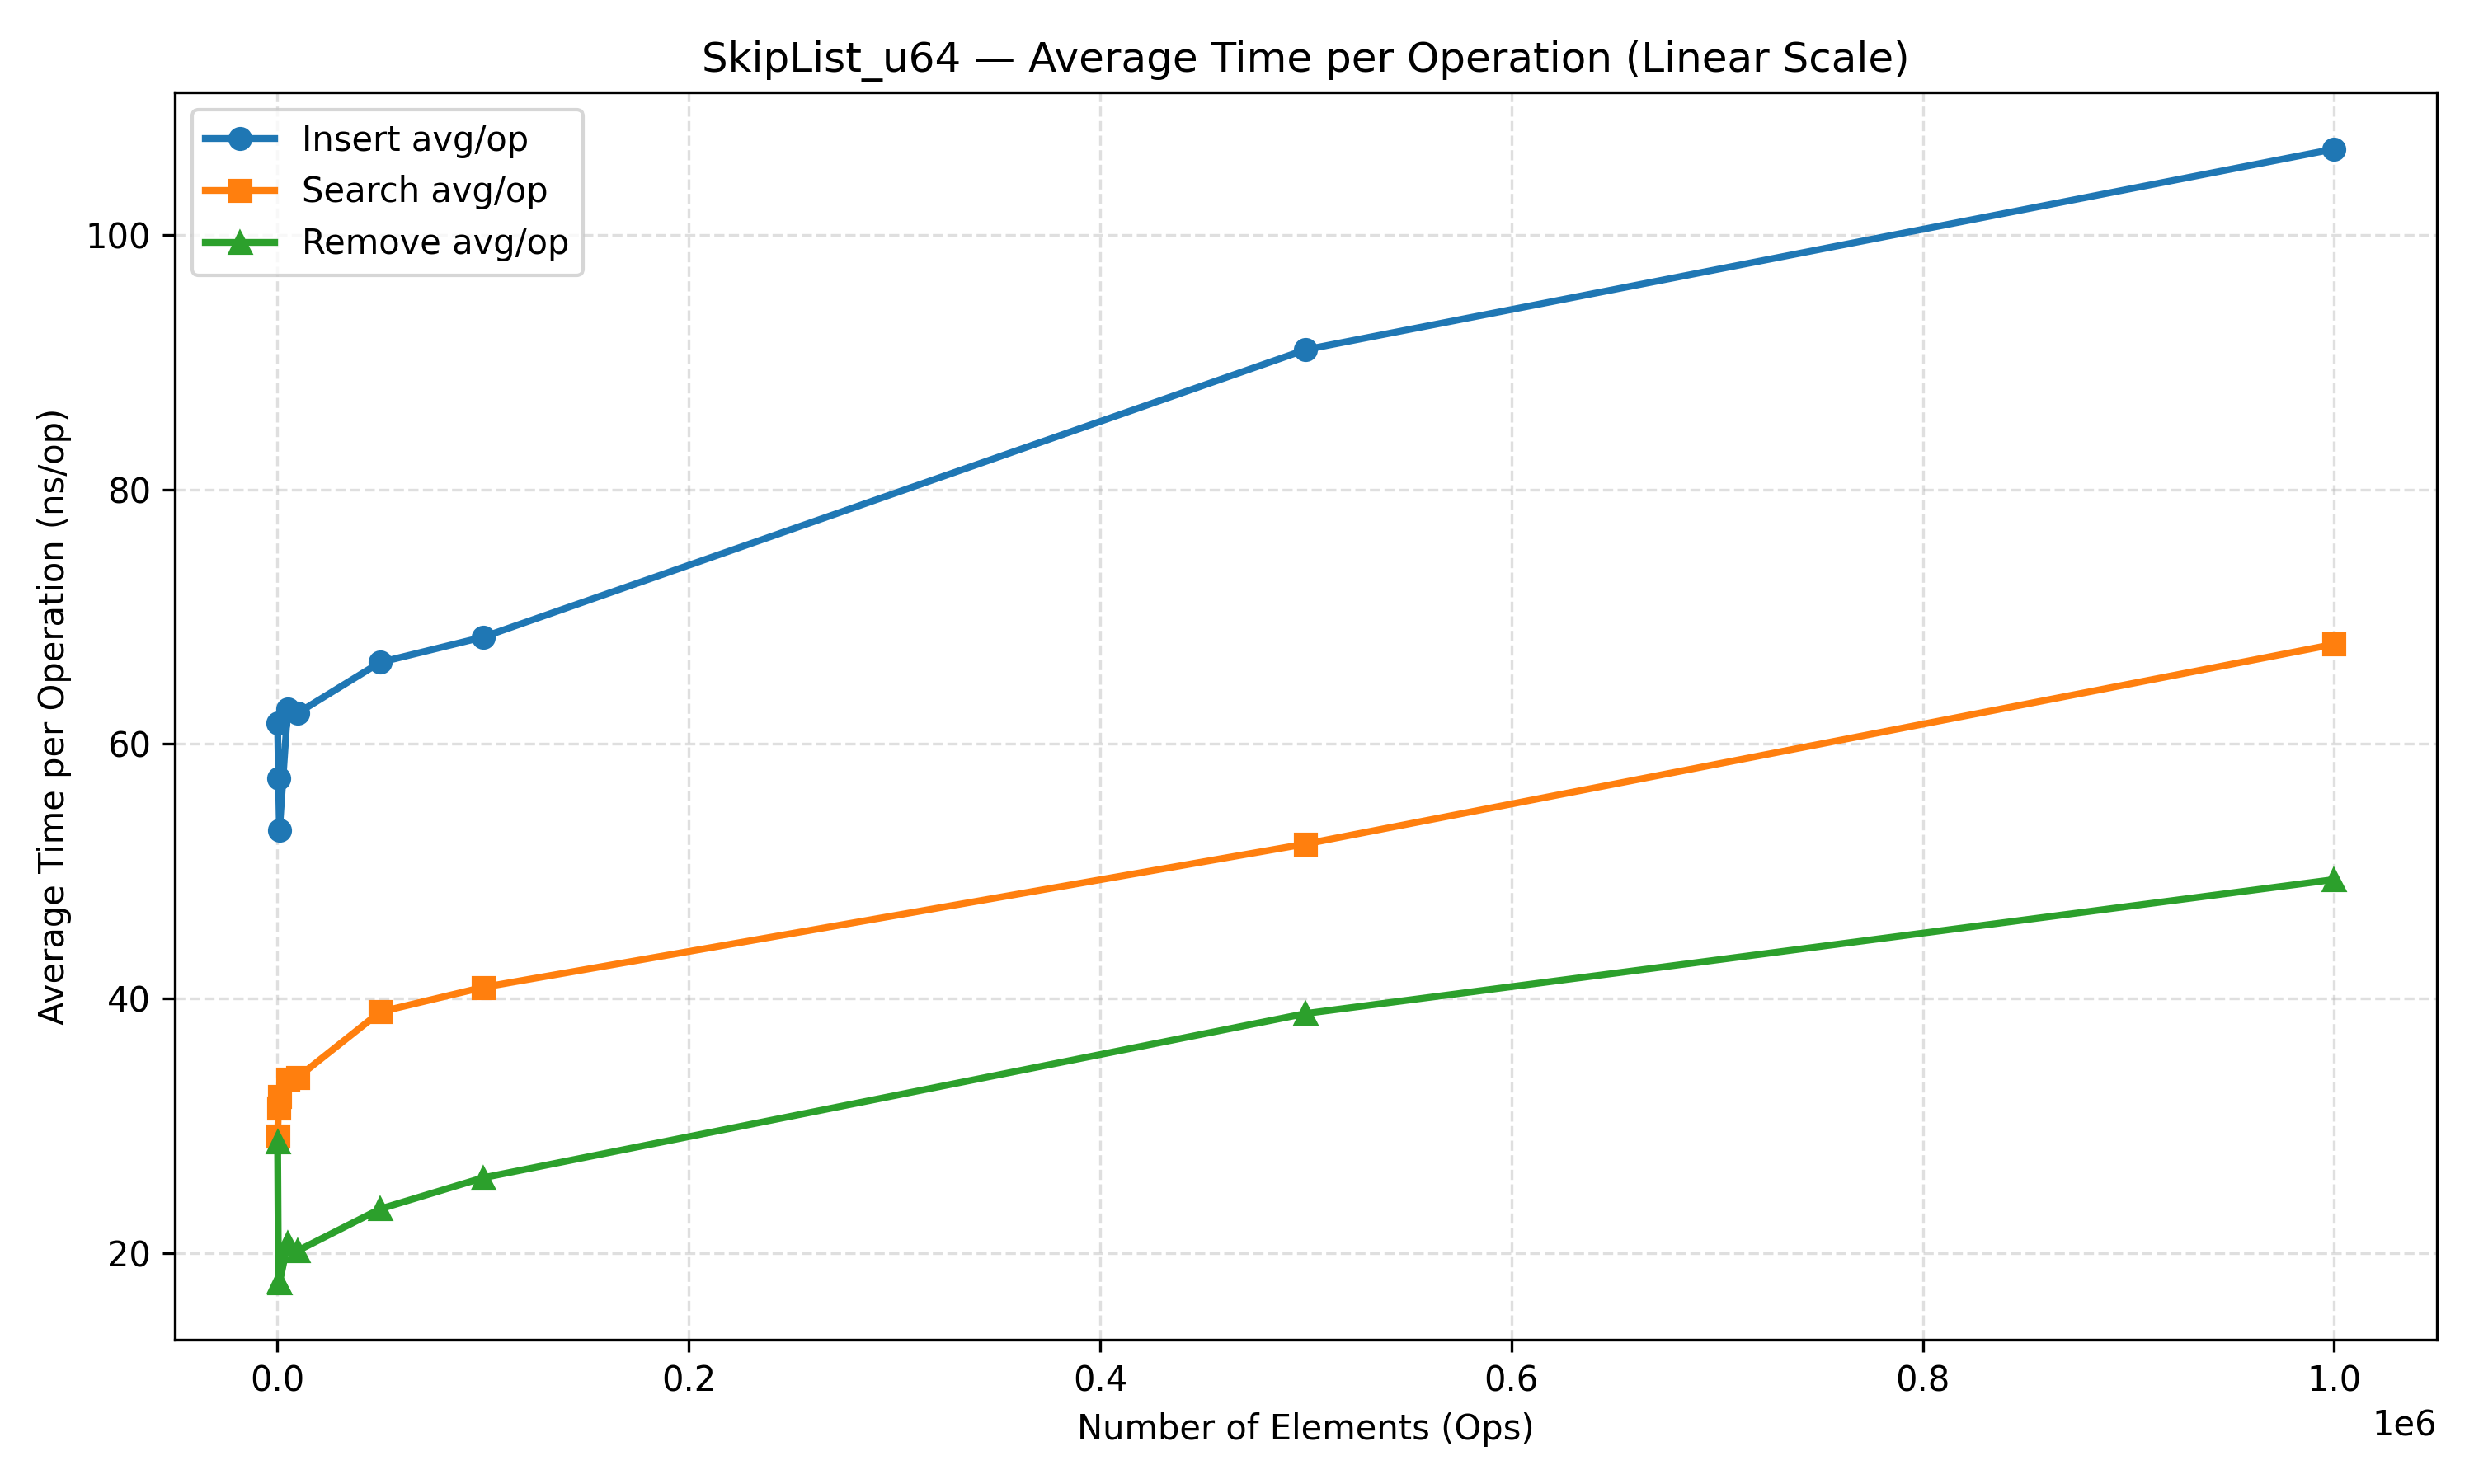 SkipList_u64 — Average Time per Operation (Linear Scale)
Insert avg/op
Search avg/op
Remove avg/op
Average Time per Operation (ns/op)
100
80
60
40
20
0.0
0.2
0.4
0.6
0.8
1.0
1e6
Number of Elements (Ops)